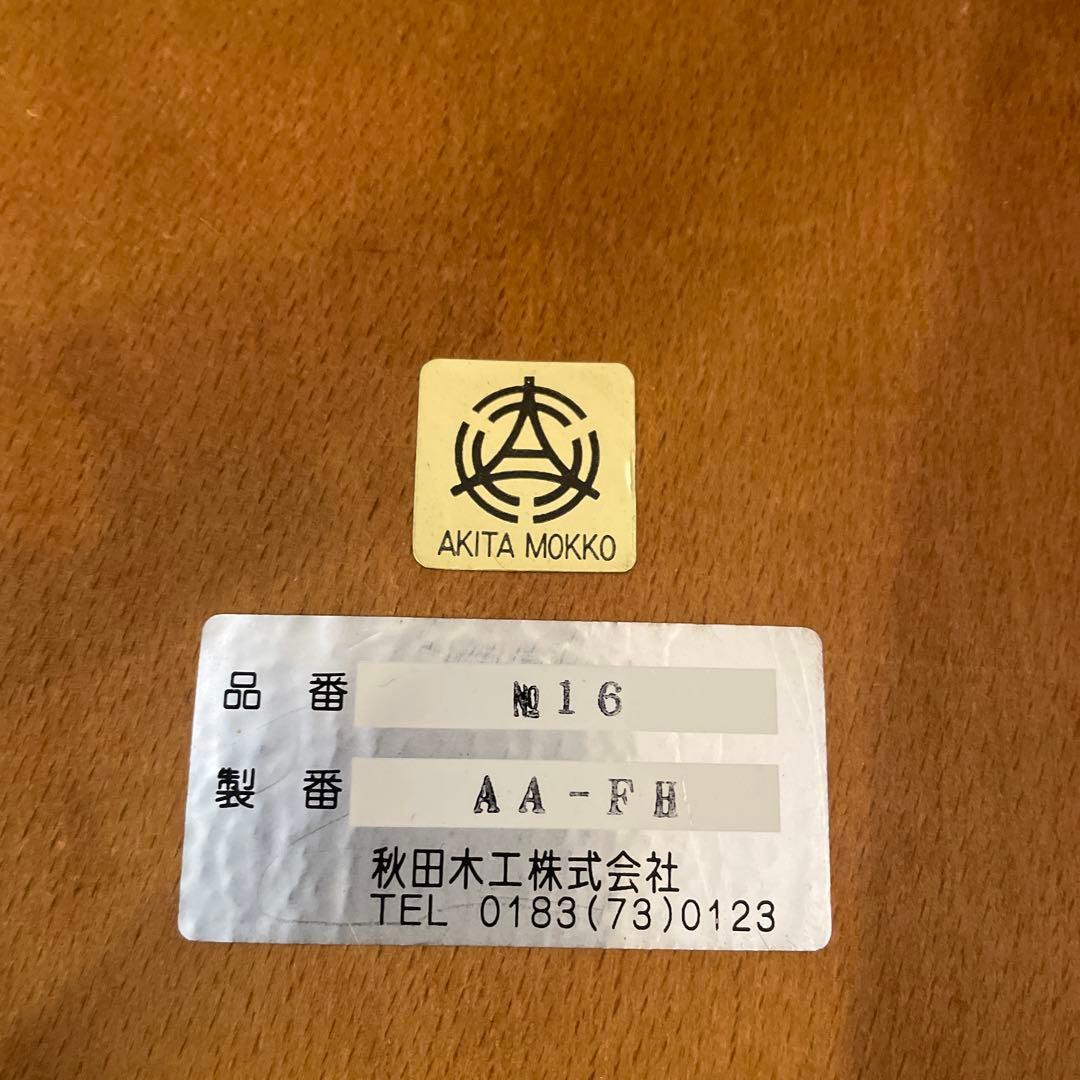 AKITA MOKKO
品番 №16
製番 AA-FH
秋田木工株式会社
TEL 0183(73)0123